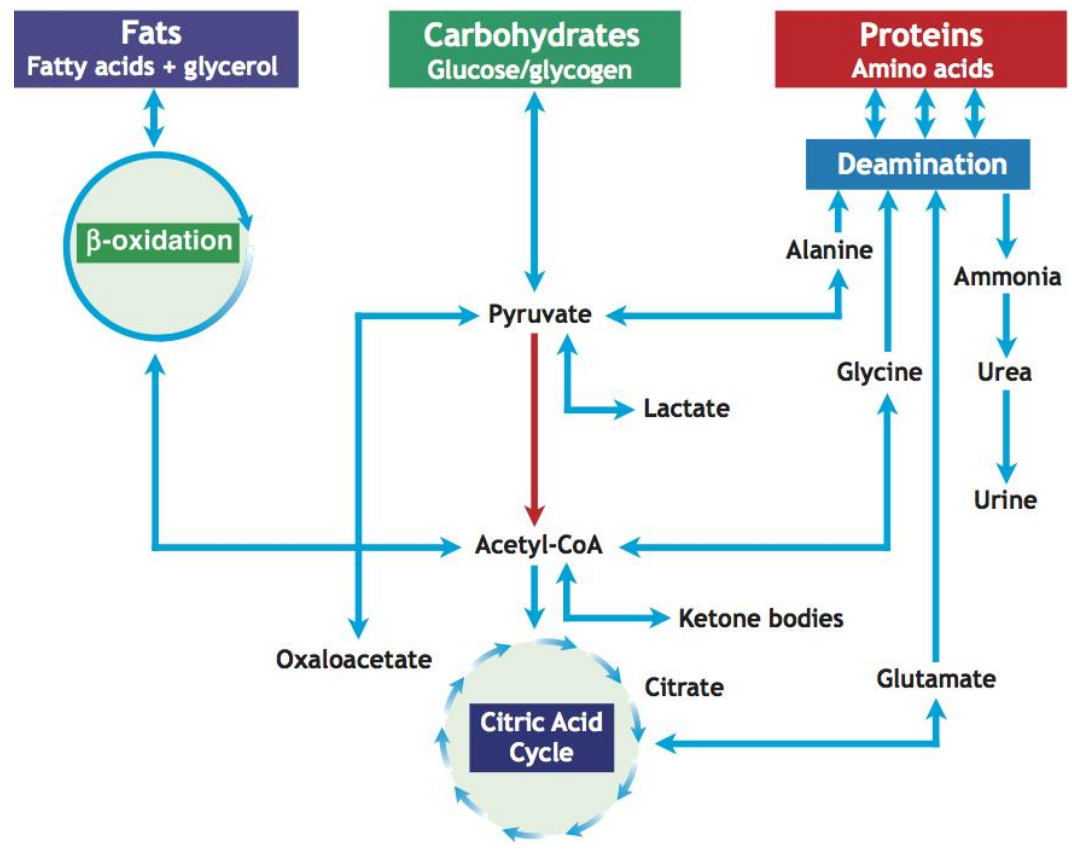 Fats
Fatty acids + glycerol
Carbohydrates
Glucose/glycogen
Proteins
Amino acids
Deamination
β-oxidation
Alanine
Ammonia
Pyruvate
Glycine
Urea
Lactate
Urine
Acetyl-CoA
Ketone bodies
Oxaloacetate
Citrate
Glutamate
Citric Acid
Cycle